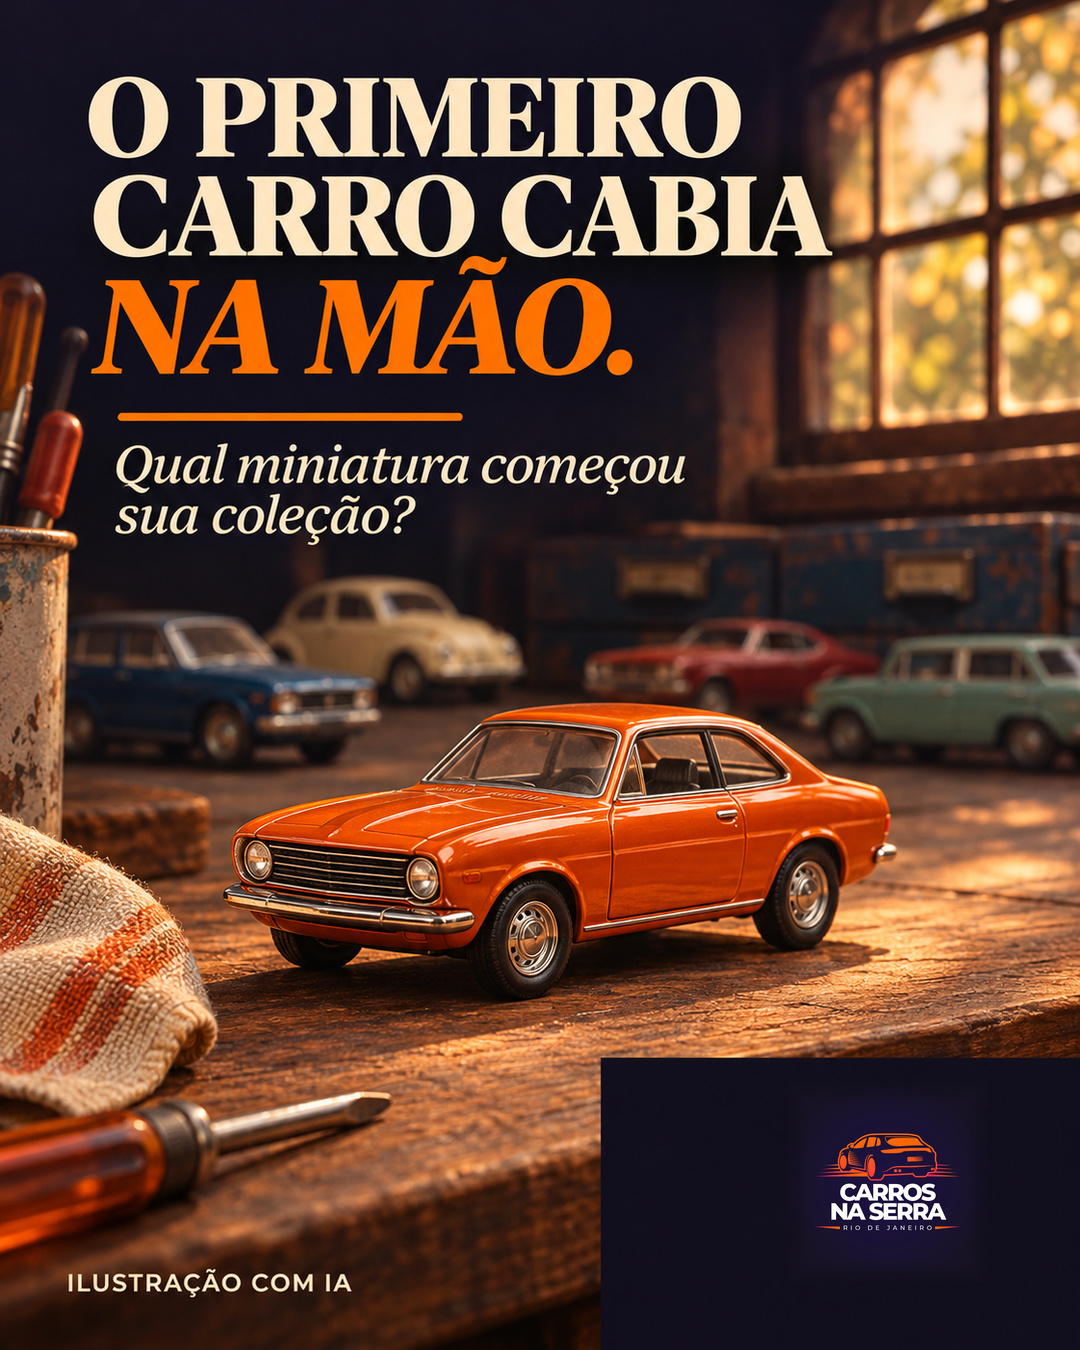 O PRIMEIRO
CARRO CABIA
NA MÃO.
Qual miniatura começou
sua coleção?
CARROS
NA SERRA
RIO DE JANEIRO
ILUSTRAÇÃO COM IA